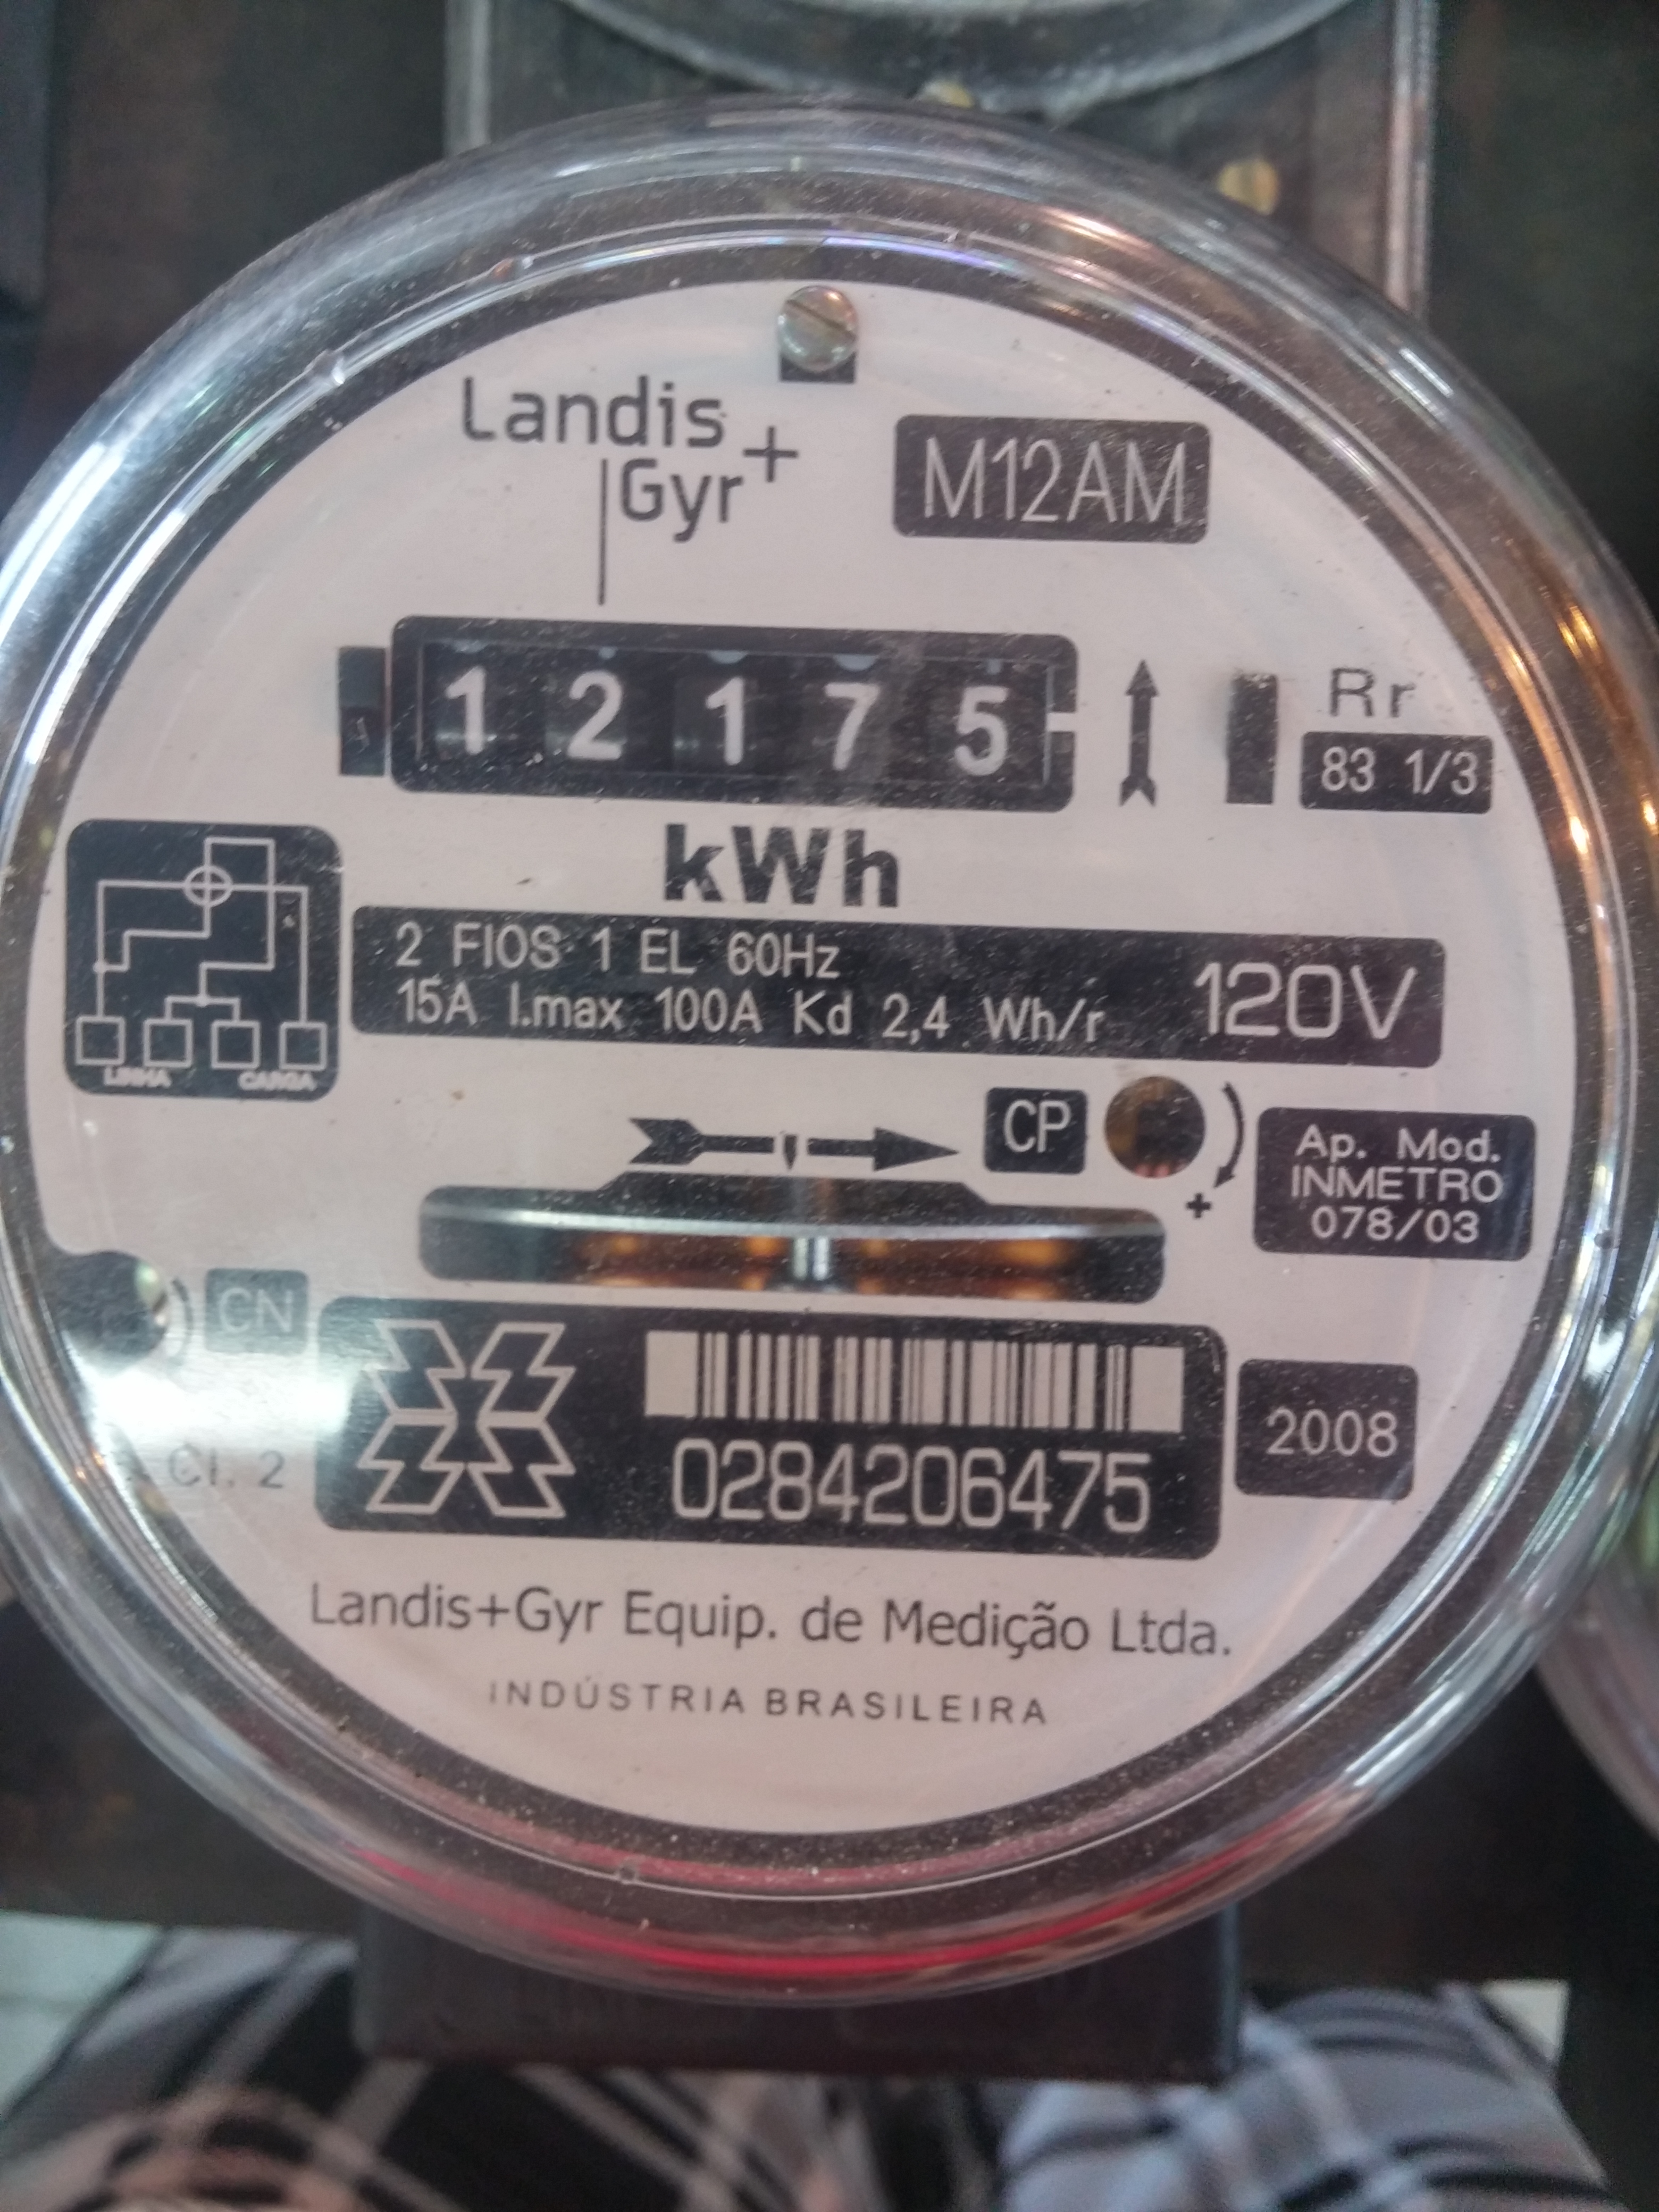 Landis
Gyr+
M12AM
12175
Rr
83 1/3
kWh
2 FIOS 1 EL 60Hz
15A I.max 100A Kd 2,4 Wh/r
120V
LINHA CARGA
CP
+
Ap. Mod.
INMETRO
078/03
CN
Cl. 2
0284206475
2008
Landis+Gyr Equip. de Medição Ltda.
INDÚSTRIA BRASILEIRA